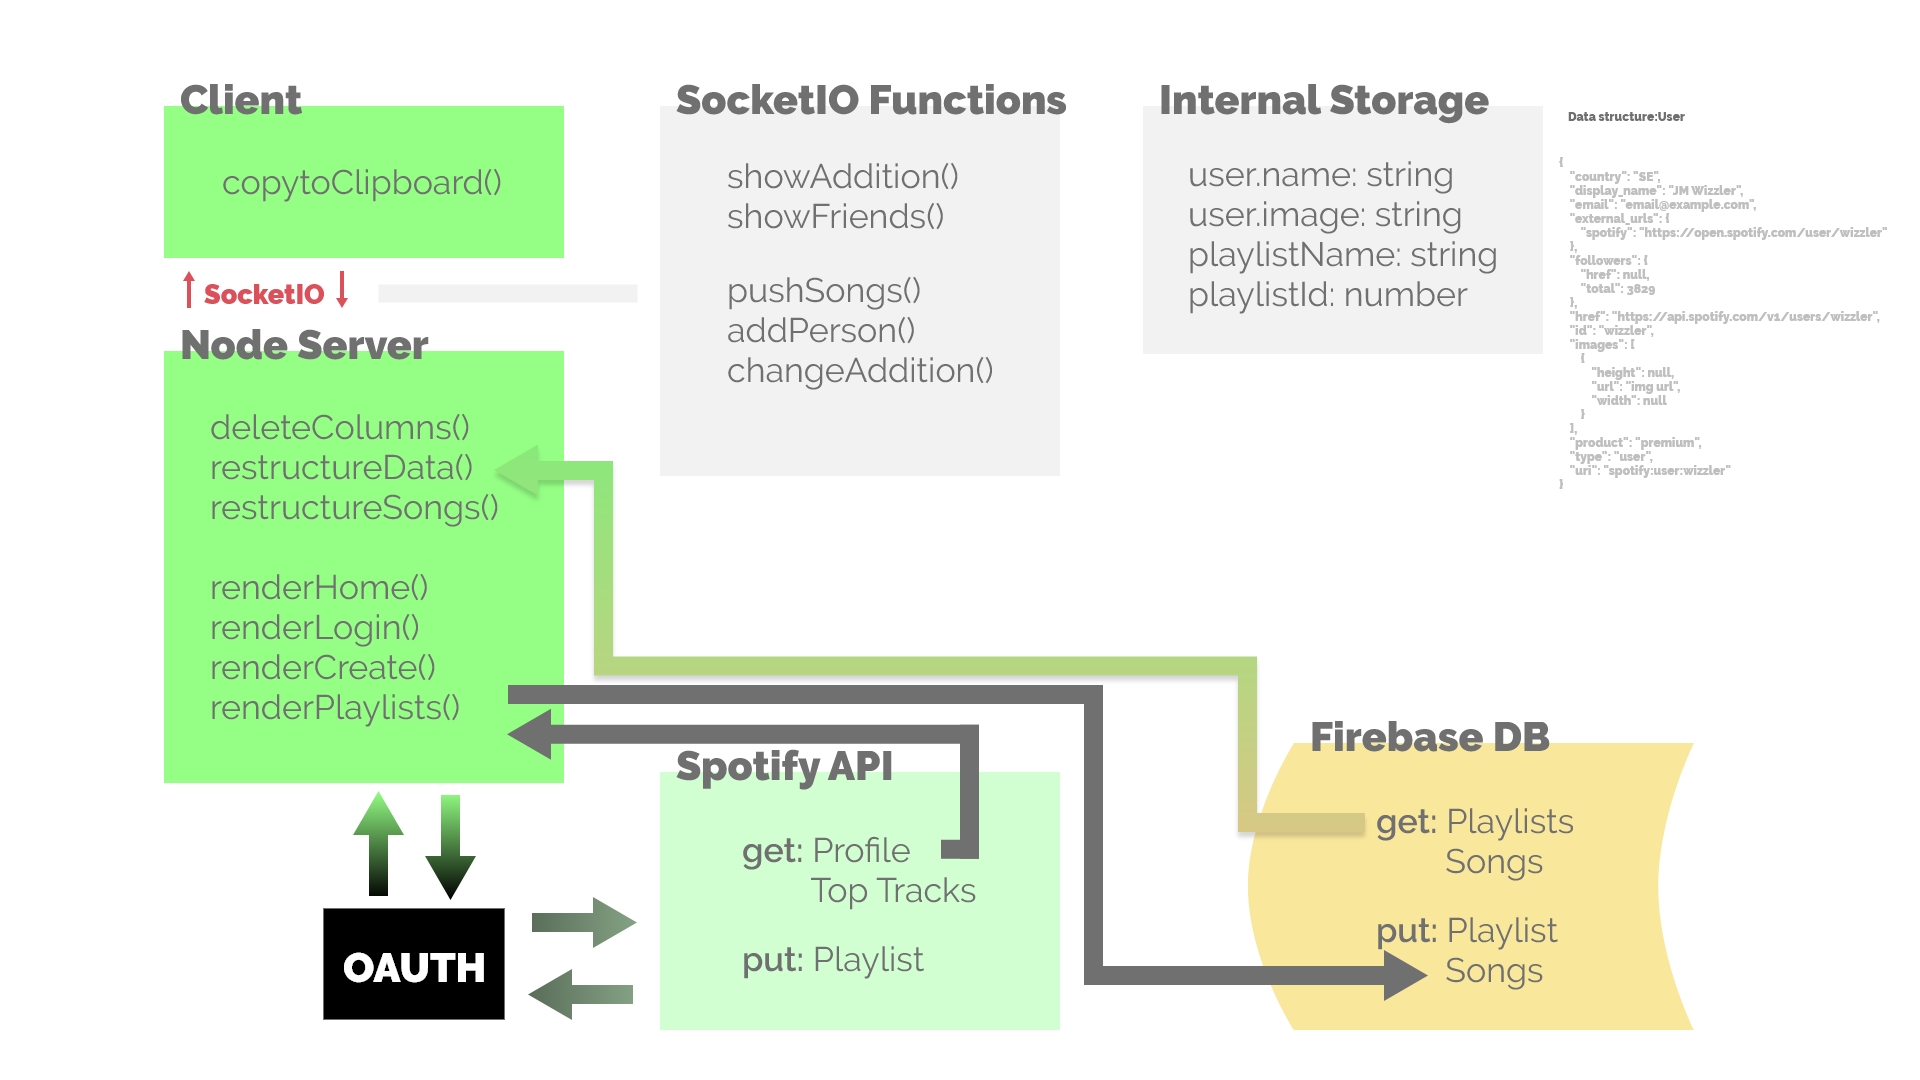 Client
copytoClipboard()
SocketIO
Node Server
deleteColumns()
restructureData()
restructureSongs()
renderHome()
renderLogin()
renderCreate()
renderPlaylists()
OAUTH
SocketIO Functions
showAddition()
showFriends()
pushSongs()
addPerson()
changeAddition()
Internal Storage
user.name: string
user.image: string
playlistName: string
playlistId: number
Data structure:User
{
"country": "SE",
"display_name": "JM Wizzler",
"email": "email@example.com",
"external_urls": {
"spotify": "https://open.spotify.com/user/wizzler"
},
"followers": {
"href": null,
"total": 3829
},
"href": "https://api.spotify.com/v1/users/wizzler",
"id": "wizzler",
"images": [
{
"height": null,
"url": "img url",
"width": null
}
],
"product": "premium",
"type": "user",
"uri": "spotify:user:wizzler"
}
Spotify API
get: Profile
Top Tracks
put: Playlist
Firebase DB
get: Playlists
Songs
put: Playlist
Songs